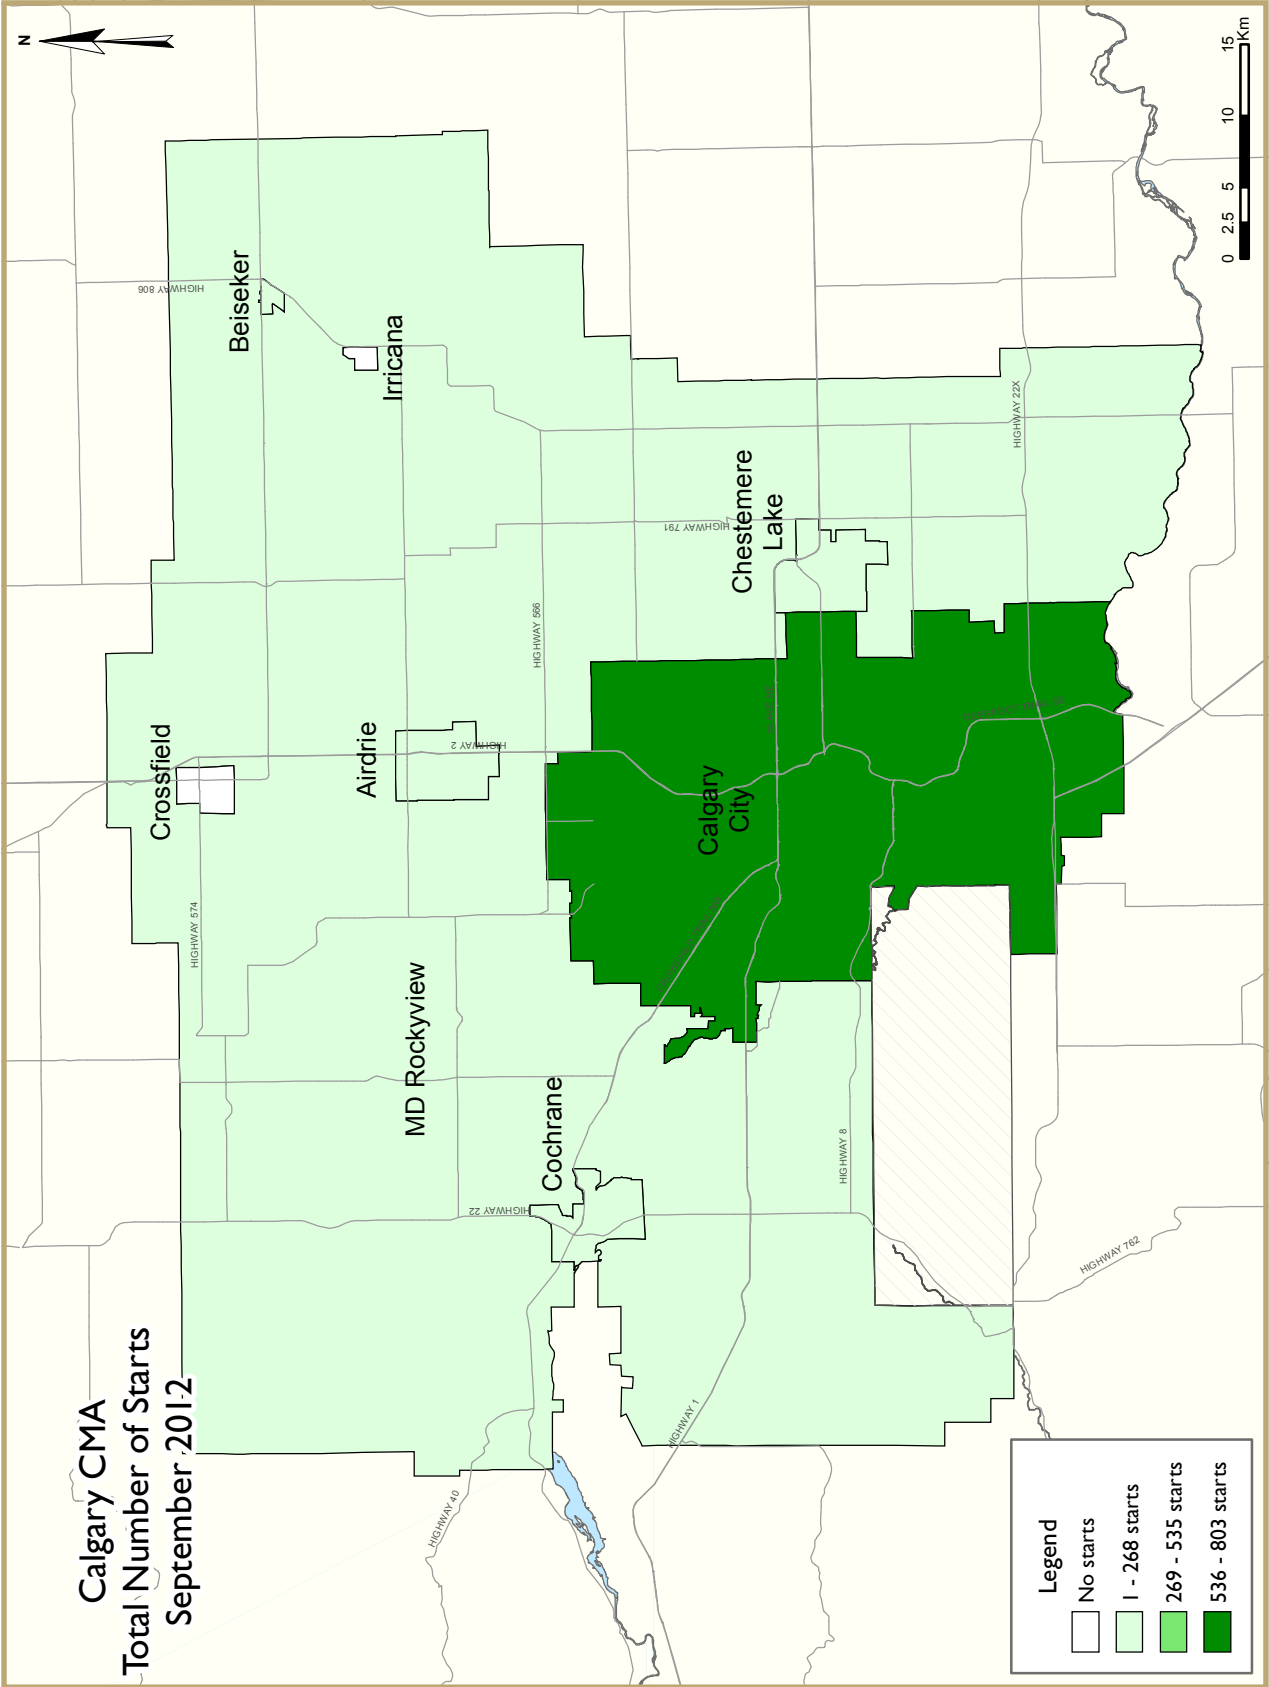 Calgary CMA
Total Number of Starts
September 2012
N
HIGHWAY 806
Beiseker
Irricana
Crossfield
HIGHWAY 574
Airdrie
HIGHWAY 2
HIGHWAY 566
HIGHWAY 791
Chestemere
Lake
HIGHWAY 22X
MD Rockyview
Cochrane
HIGHWAY 22
Calgary
City
HIGHWAY 8
HIGHWAY 1
HIGHWAY 40
HIGHWAY 762
Legend
No starts
1 - 268 starts
269 - 535 starts
536 - 803 starts
0 2.5 5 10 15
Km